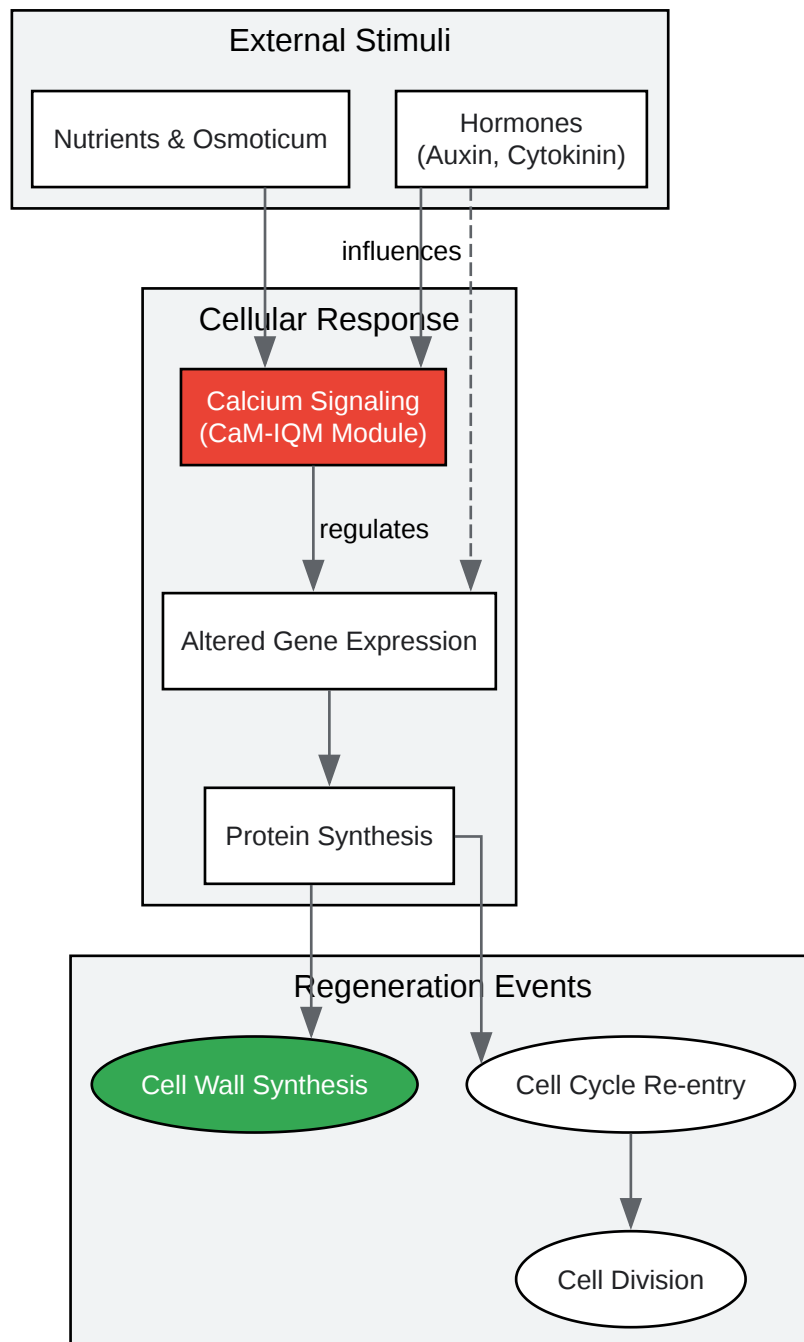 External Stimuli
Nutrients & Osmoticum
Hormones
(Auxin, Cytokinin)
influences
Cellular Response
Calcium Signaling
(CaM-IQM Module)
regulates
Altered Gene Expression
Protein Synthesis
Regeneration Events
Cell Wall Synthesis
Cell Cycle Re-entry
Cell Division